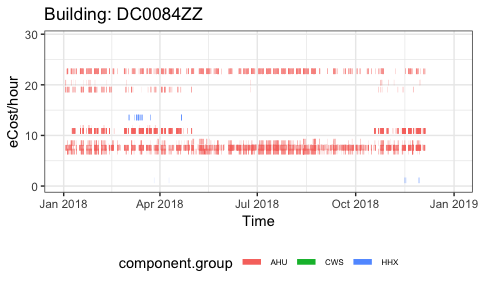 Building: DC0084ZZ
30
20
10
0
eCost/hour
Jan 2018 Apr 2018 Jul 2018 Oct 2018 Jan 2019
Time
component.group AHU CWS HHX